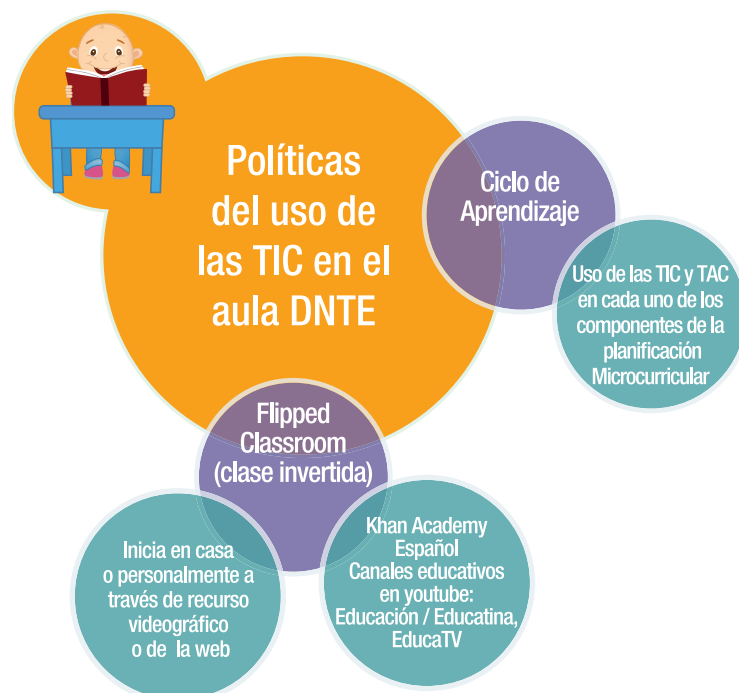 Políticas
del uso de
las TIC en el
aula DNTE
Ciclo de
Aprendizaje
Uso de las TIC y TAC
en cada uno de los
componentes de la
planificación
Microcurricular
Flipped
Classroom
(clase invertida)
Inicia en casa
o personalmente a
través de recurso
videográfico
o de la web
Khan Academy
Español
Canales educativos
en youtube:
Educación / Educatina,
EducaTV